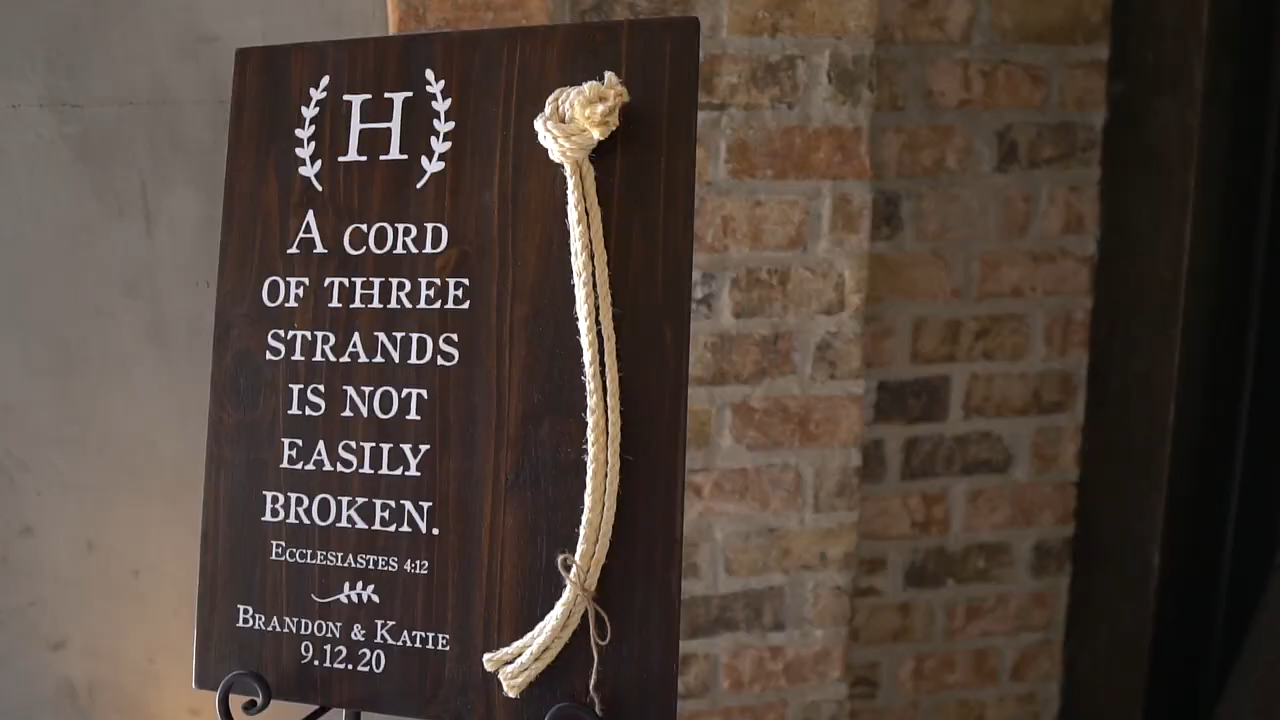 H
A CORD
OF THREE
STRANDS
IS NOT
EASILY
BROKEN.
ECCLESIASTES 4:12
BRANDON & KATIE
9.12.20